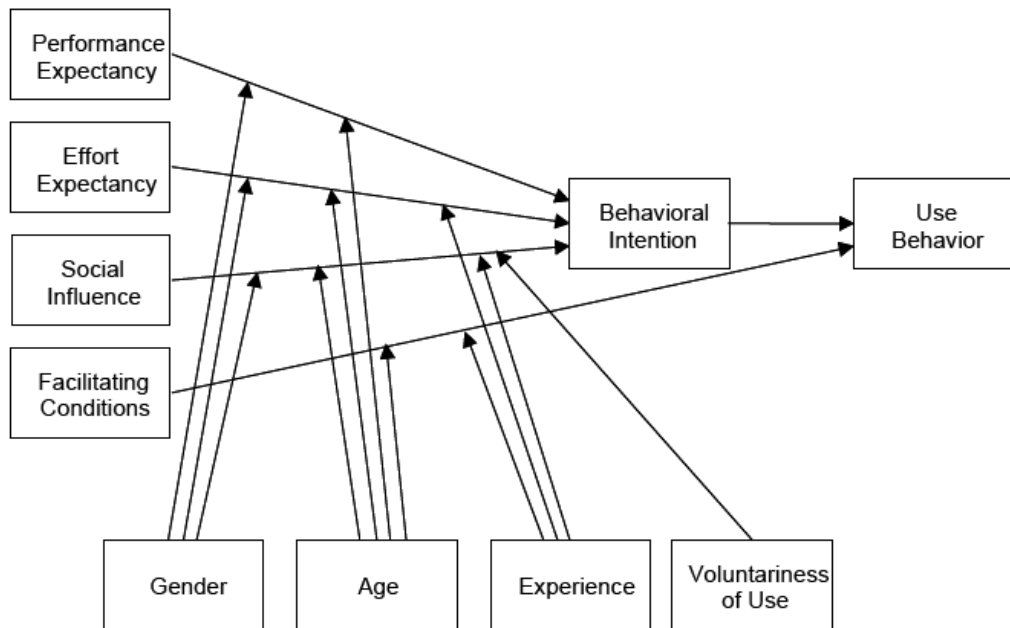 Performance
Expectancy
Effort
Expectancy
Social
Influence
Facilitating
Conditions
Behavioral
Intention
Use
Behavior
Gender
Age
Experience
Voluntariness
of Use